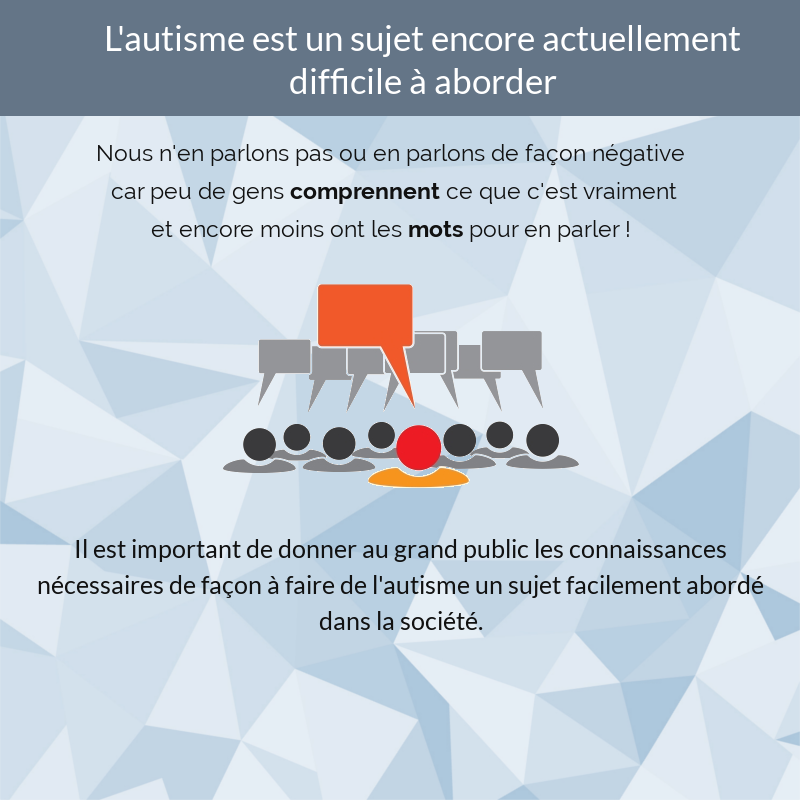 L'autisme est un sujet encore actuellement
difficile à aborder
Nous n'en parlons pas ou en parlons de façon négative
car peu de gens comprennent ce que c'est vraiment
et encore moins ont les mots pour en parler !
Il est important de donner au grand public les connaissances
nécessaires de façon à faire de l'autisme un sujet facilement abordé
dans la société.